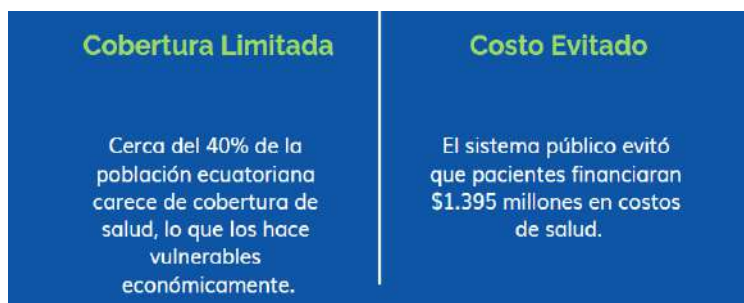 Cobertura Limitada
Cerca del 40% de la
población ecuatoriana
carece de cobertura de
salud, lo que los hace
vulnerables
económicamente.
Costo Evitado
El sistema público evitó
que pacientes financiaran
$1.395 millones en costos
de salud.